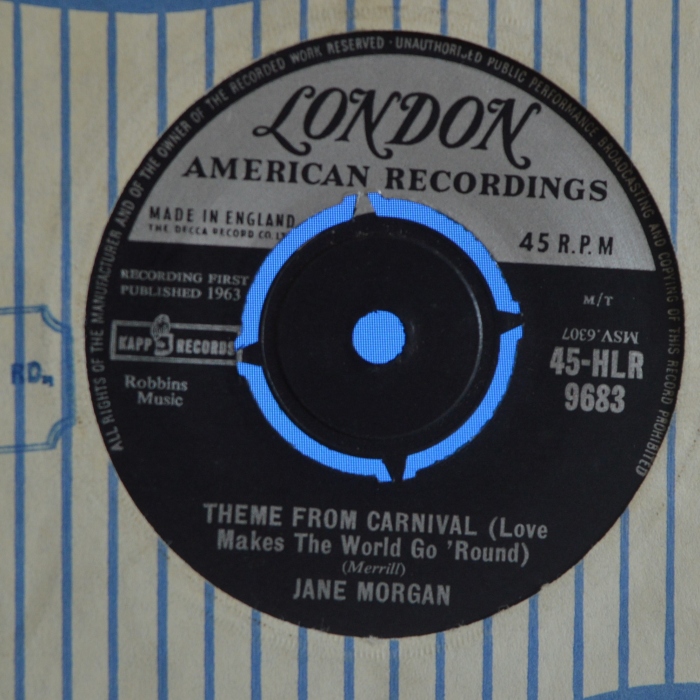 ALL RIGHTS OF THE MANUFACTURER AND OF THE OWNER OF THE RECORDED WORK RESERVED · UNAUTHORISED PUBLIC PERFORMANCE BROADCASTING AND COPYING OF THIS RECORD PROHIBITED
LONDON
AMERICAN RECORDINGS
MADE IN ENGLAND
THE DECCA RECORD CO. LT
45 R.P.M
RECORDING FIRST
PUBLISHED 1963
M/T
MSV.6307
KAPP RECORDS
45-HLR
9683
Robbins
Music
RD.,
THEME FROM CARNIVAL (Love
Makes The World Go 'Round)
(Merrill)
JANE MORGAN